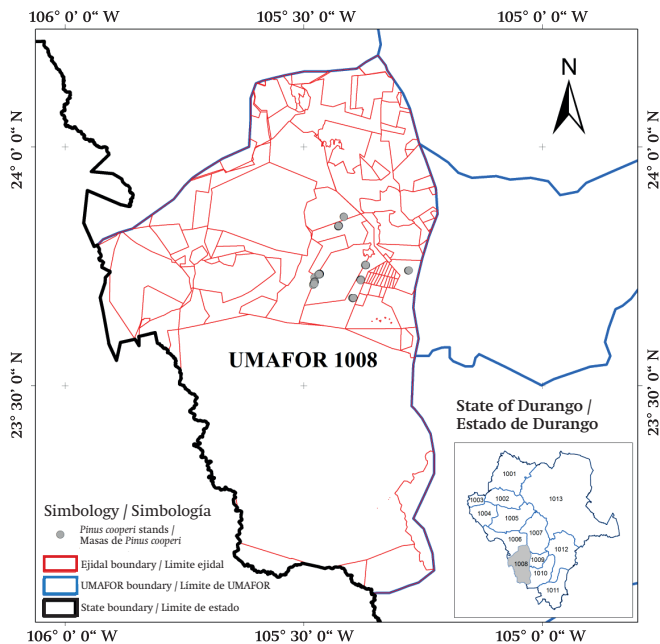 106° 0’ 0‘‘ W
105° 30’ 0‘‘ W
105° 0’ 0‘‘ W
N
24° 0’ 0‘‘ N
24° 0’ 0‘‘ N
UMAFOR 1008
23° 30’ 0‘‘ N
23° 30’ 0‘‘ N
State of Durango /
Estado de Durango
1001
1013
1003
1002
1004
1005
1007
1006
1012
1009
1008
1010
1011
Simbology / Simbología
Pinus cooperi stands /
Masas de Pinus cooperi
Ejidal boundary / Limite ejidal
UMAFOR boundary / Límite de UMAFOR
State boundary / Limite de estado
106° 0’ 0‘‘ W
105° 30’ 0‘‘ W
105° 0’ 0‘‘ W